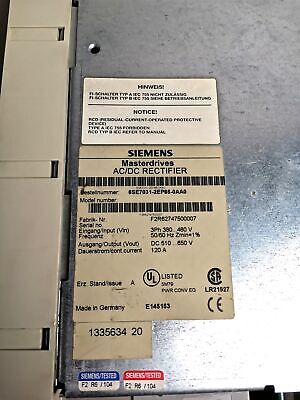 HINWEIS!
FI-SCHALTER TYP A IEC 755 NICHT ZULÄSSIG
FI-SCHALTER TYP B IEC 755 SIEHE BETRIEBSANLEITUNG
NOTICE!
RCD (RESIDUAL-CURRENT-OPERATED PROTECTIVE
DEVICE)
TYPE A IEC 755 FORBIDDEN
RCD TYP B IEC REFER TO MANUAL
SIEMENS
Masterdrives
AC/DC RECTIFIER
Bestellnummer:
Model number
Fabrik- Nr. F2R62747500007
Serial no
Eingang/Input (Vin) 3Ph 380...480 V
Frequenz 50/60 Hz Zmin=1%
Ausgang/Output (Vout) DC 510...650 V
Dauerstrom/cont.current 120 A
Erz. Stand/Issue A
UL LISTED
5M79
PWR CONV EQ
LR21927
Made in Germany E145153
1335634 20
SIEMENS/TESTED
F2 R6 / 104
SIEMENS/TESTED
F2 R6 / 104